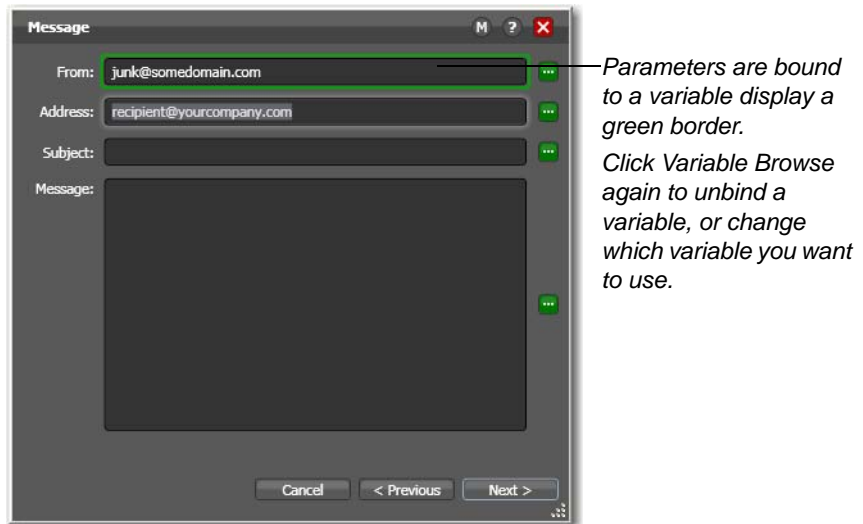 Message M ?
From: junk@somedomain.com ...
Address: recipient@yourcompany.com ...
Subject: ...
Message:
...
Cancel < Previous Next >
Parameters are bound
to a variable display a
green border.
Click Variable Browse
again to unbind a
variable, or change
which variable you want
to use.